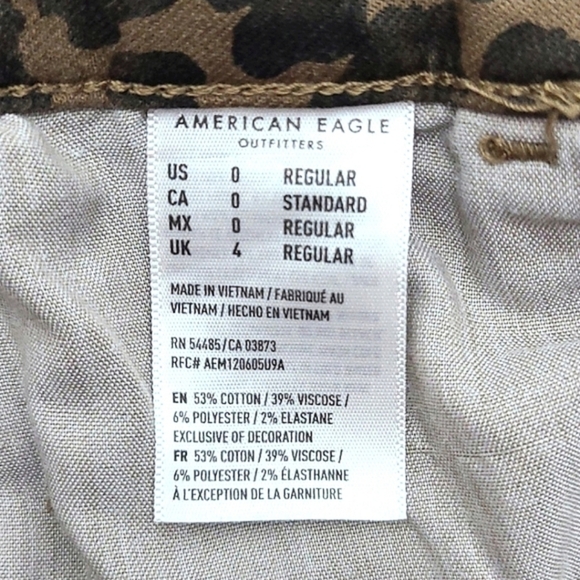 AMERICAN EAGLE
OUTFITTERS
US 0 REGULAR
CA 0 STANDARD
MX 0 REGULAR
UK 4 REGULAR
MADE IN VIETNAM / FABRIQUÉ AU
VIETNAM / HECHO EN VIETNAM
RN 54485/CA 03873
RFC# AEM120605U9A
EN 53% COTTON / 39% VISCOSE /
6% POLYESTER / 2% ELASTANE
EXCLUSIVE OF DECORATION
FR 53% COTON / 39% VISCOSE /
6% POLYESTER / 2% ÉLASTHANNE
À L'EXCEPTION DE LA GARNITURE